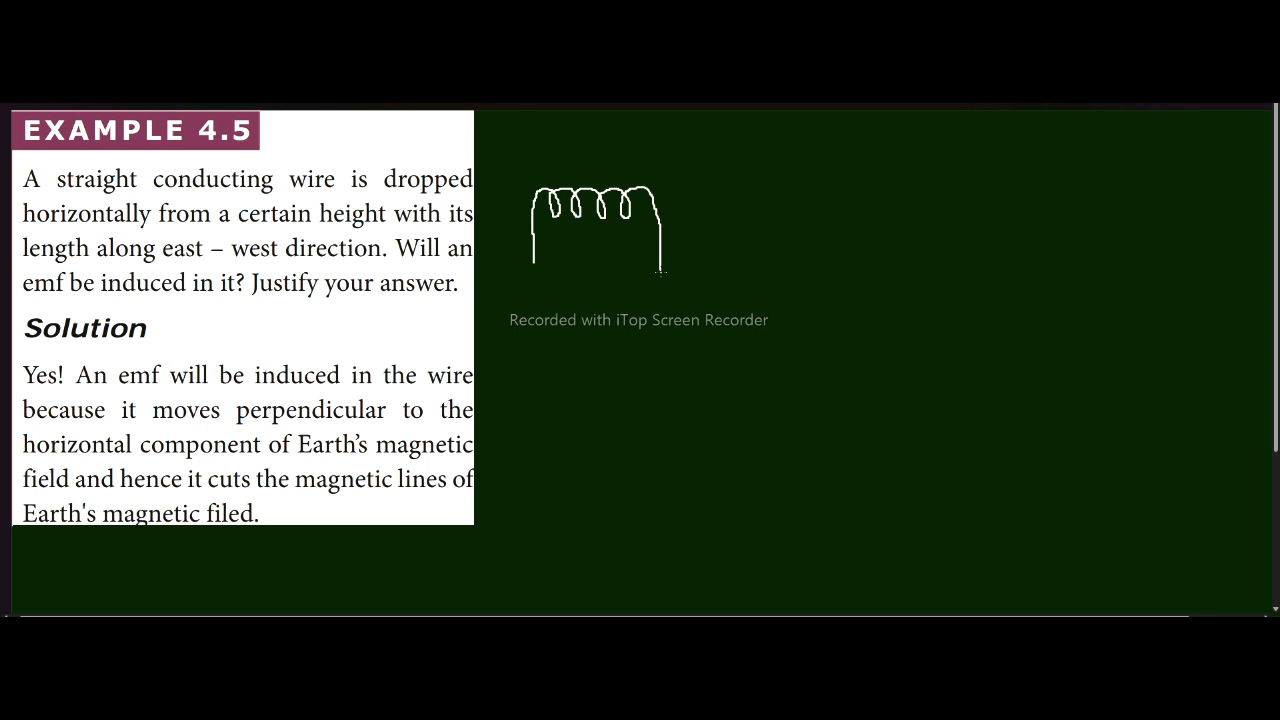 EXAMPLE 4.5
A straight conducting wire is dropped
horizontally from a certain height with its
length along east – west direction. Will an
emf be induced in it? Justify your answer.
Solution
Yes! An emf will be induced in the wire
because it moves perpendicular to the
horizontal component of Earth's magnetic
field and hence it cuts the magnetic lines of
Earth's magnetic filed.
Recorded with iTop Screen Recorder